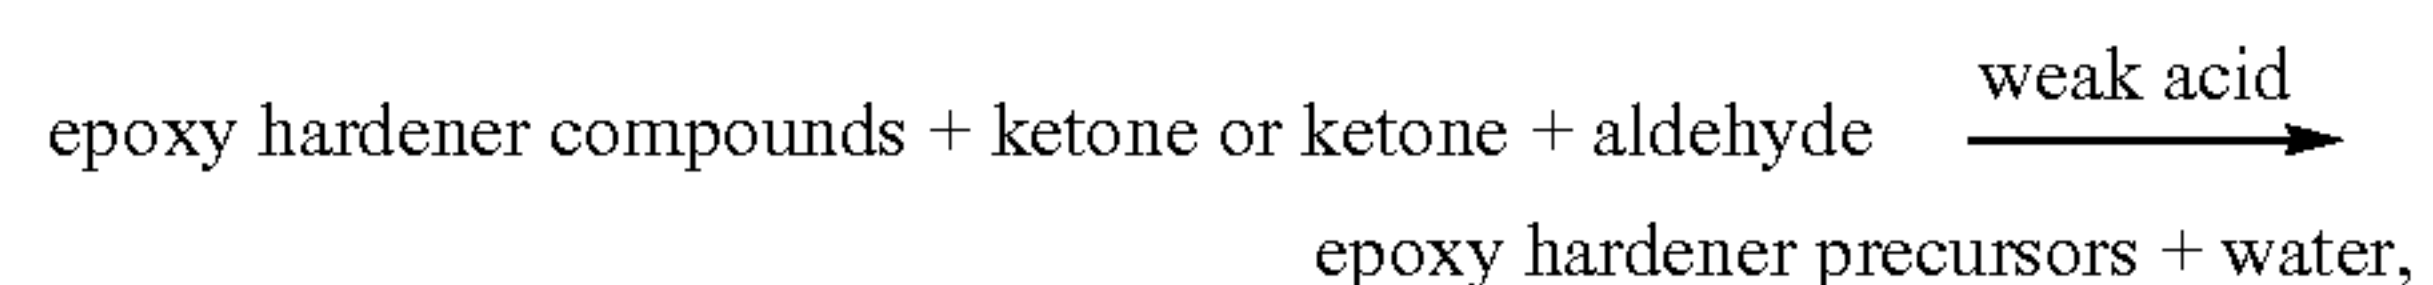 weak acid
epoxy hardener compounds + ketone or ketone + aldehyde
epoxy hardener precursors + water,